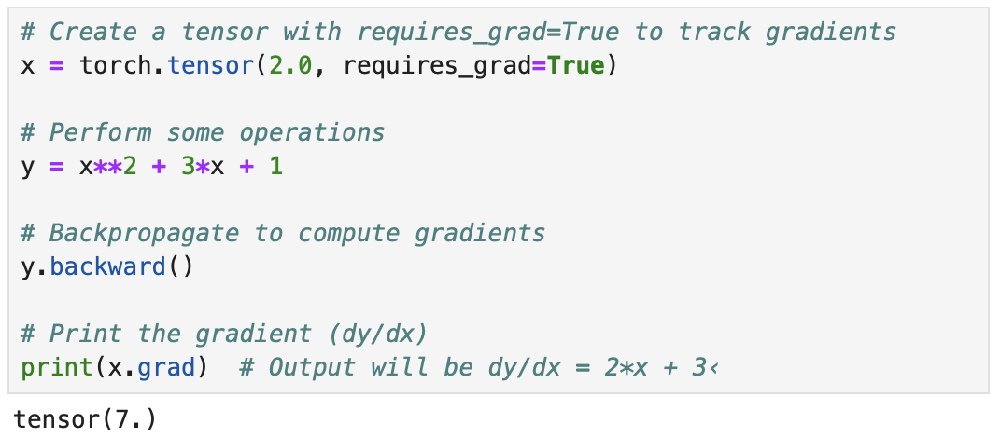 # Create a tensor with requires_grad=True to track gradients
x = torch.tensor(2.0, requires_grad=True)
# Perform some operations
y = x**2 + 3*x + 1
# Backpropagate to compute gradients
y.backward()
# Print the gradient (dy/dx)
print(x.grad)  # Output will be dy/dx = 2*x + 3‹
tensor(7.)